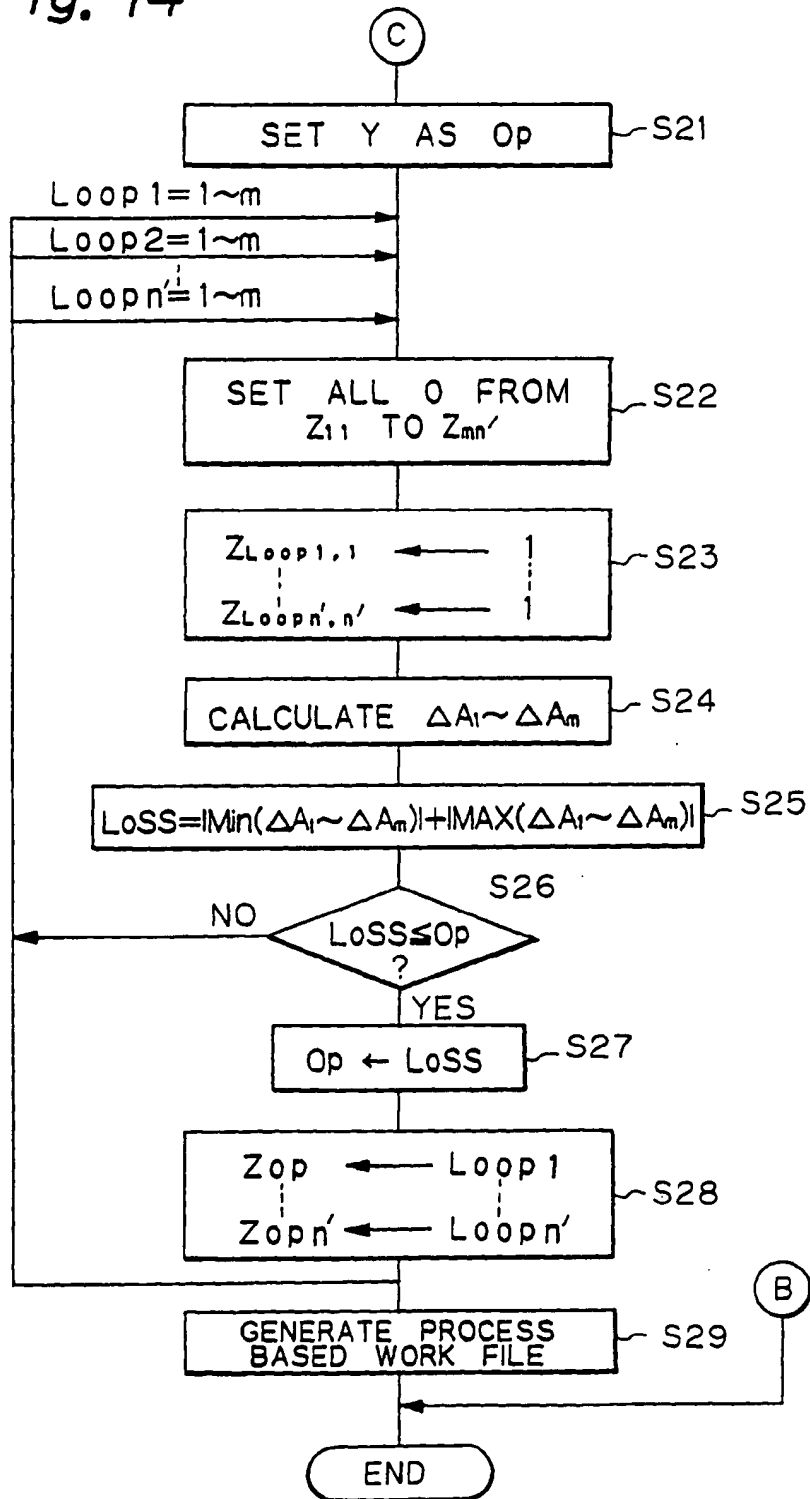 ig. 14
C
SET Y AS Op
S21
Loop1=1~m
Loop2=1~m
Loopn'=1~m
SET ALL 0 FROM
Z11 TO Zmn'
S22
ZLoop1,1 ← 1
ZLoopn',n' ← 1
S23
CALCULATE ΔA1~ΔAm
S24
LoSS=|Min(ΔA1~ΔAm)|+|MAX(ΔA1~ΔAm)|
S25
S26
NO
LoSS≦Op
?
YES
Op ← LoSS
S27
Zop ← Loop1
Zopn' ← Loopn'
S28
B
GENERATE PROCESS
BASED WORK FILE
S29
END